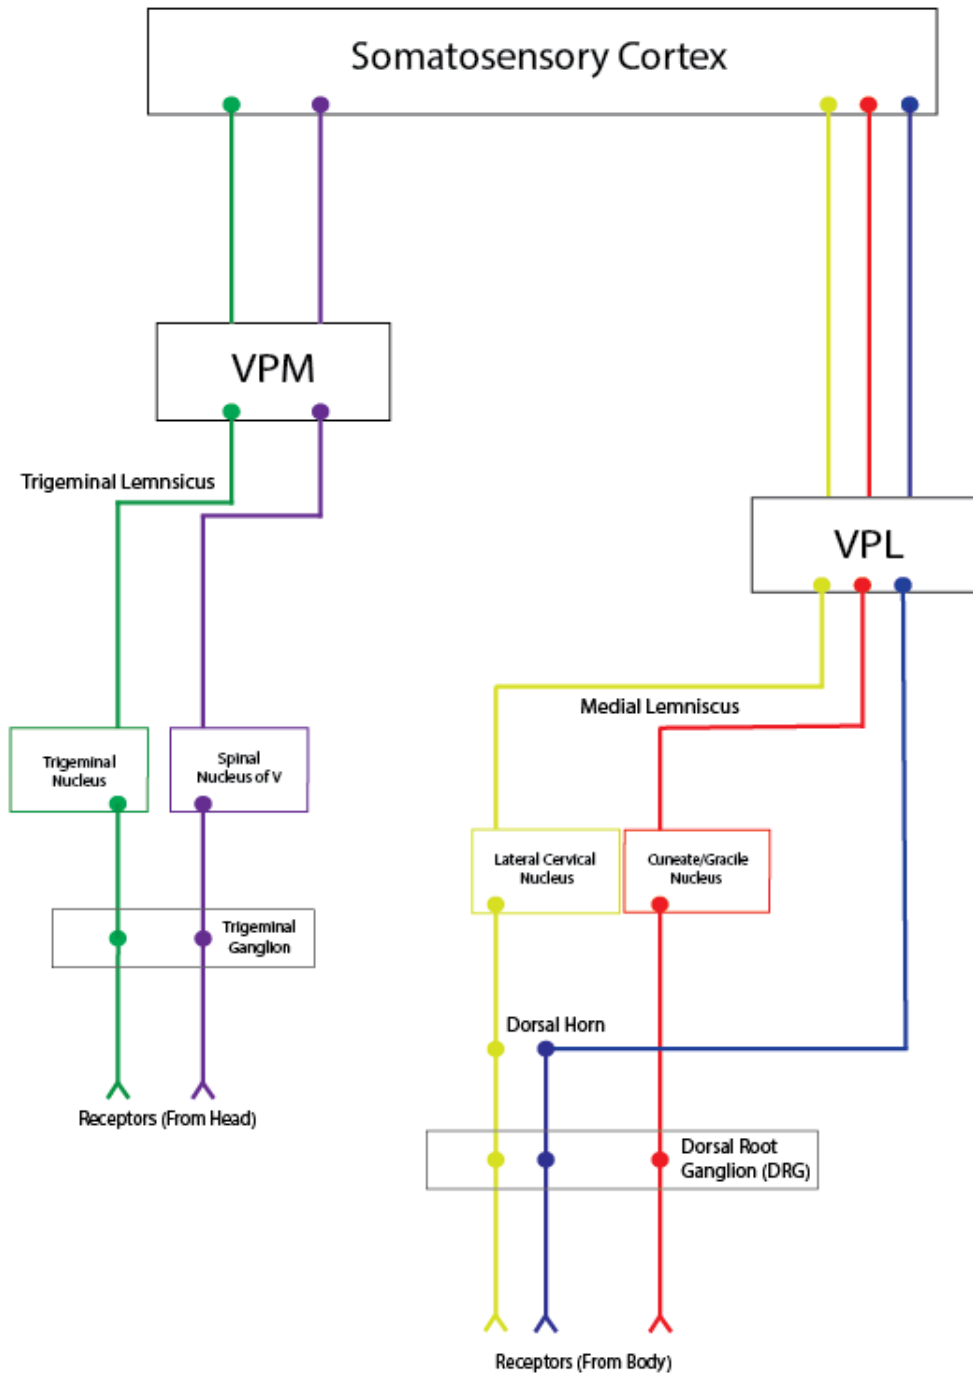 Somatosensory Cortex
VPM
Trigeminal Lemnsicus
VPL
Medial Lemniscus
Trigeminal
Nucleus
Spinal
Nucleus of V
Lateral Cervical
Nucleus
Cuneate/Gracile
Nucleus
Trigeminal
Ganglion
Dorsal Horn
Receptors (From Head)
Dorsal Root
Ganglion (DRG)
Receptors (From Body)